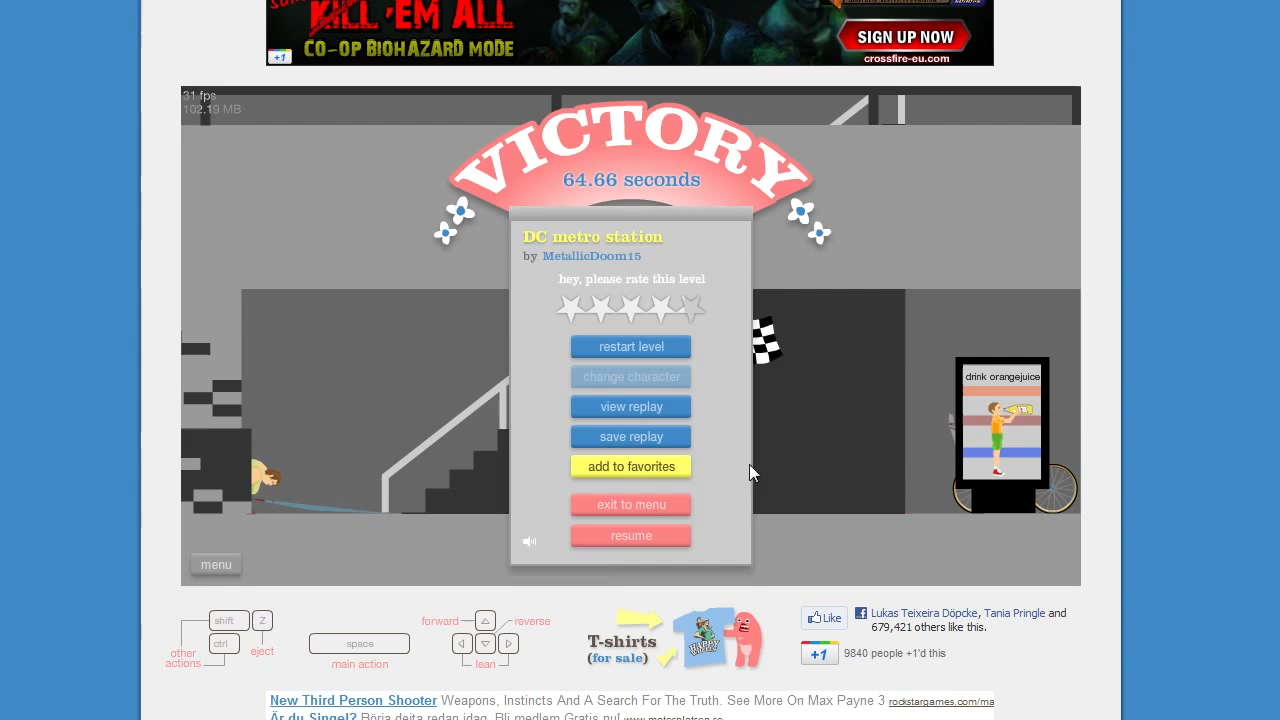 KILL 'EM ALL
CO-OP BIOHAZARD MODE
SIGN UP NOW
crossfire-eu.com
+1
31 fps
102.19 MB
VICTORY
64.66 seconds
DC metro station
by MetallicDoom15
hey, please rate this level
restart level
change character
view replay
save replay
add to favorites
exit to menu
resume
drink orangejuice
menu
shift
Z
ctrl
eject
other
actions
space
main action
forward
reverse
lean
T-shirts
(for sale)
HAPPY WHEELS
Like
Lukas Teixeira Döpcke, Tania Pringle and
679,421 others like this.
+1
9840 people +1'd this
New Third Person Shooter Weapons, Instincts And A Search For The Truth. See More On Max Payne 3 rockstargames.com/ma
Är du Singel? Börja dejta redan idag. Bli medlem Gratis nu!